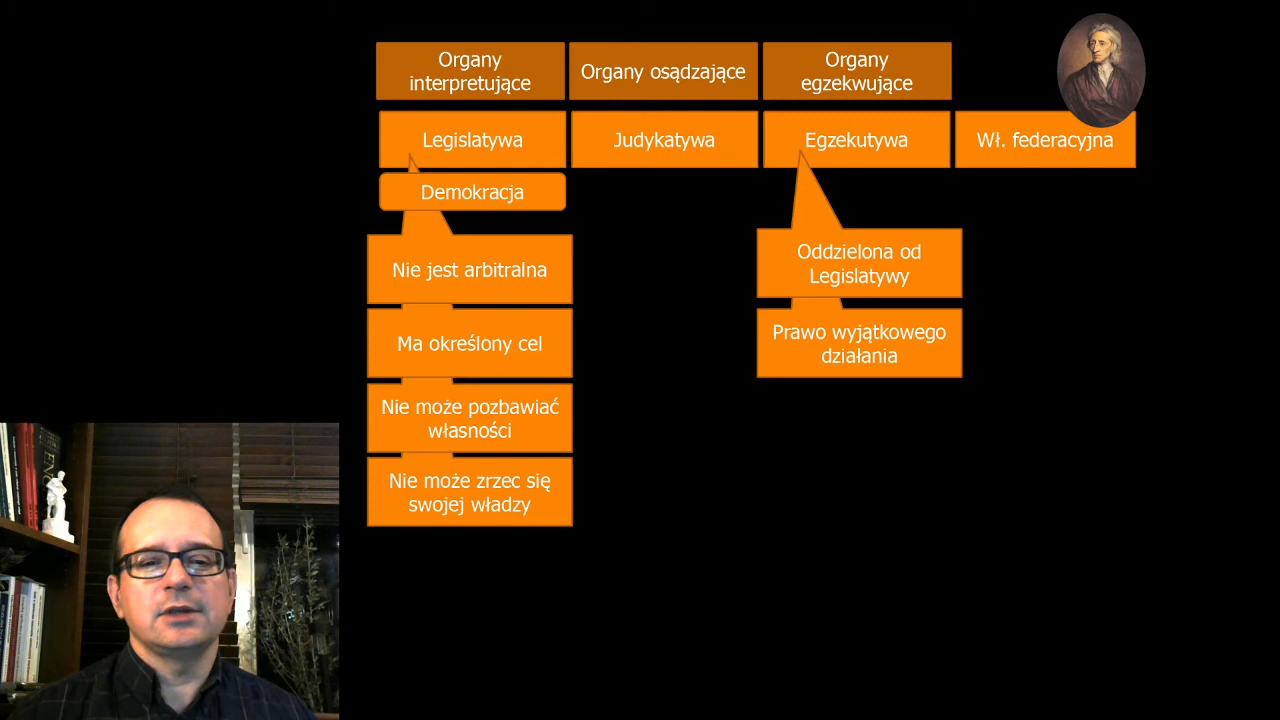 Organy
interpretujące
Organy osądzające
Organy
egzekwujące
Legislatywa
Judykatywa
Egzekutywa
Wł. federacyjna
Demokracja
Nie jest arbitralna
Ma określony cel
Nie może pozbawiać
własności
Nie może zrzec się
swojej władzy
Oddzielona od
Legislatywy
Prawo wyjątkowego
działania